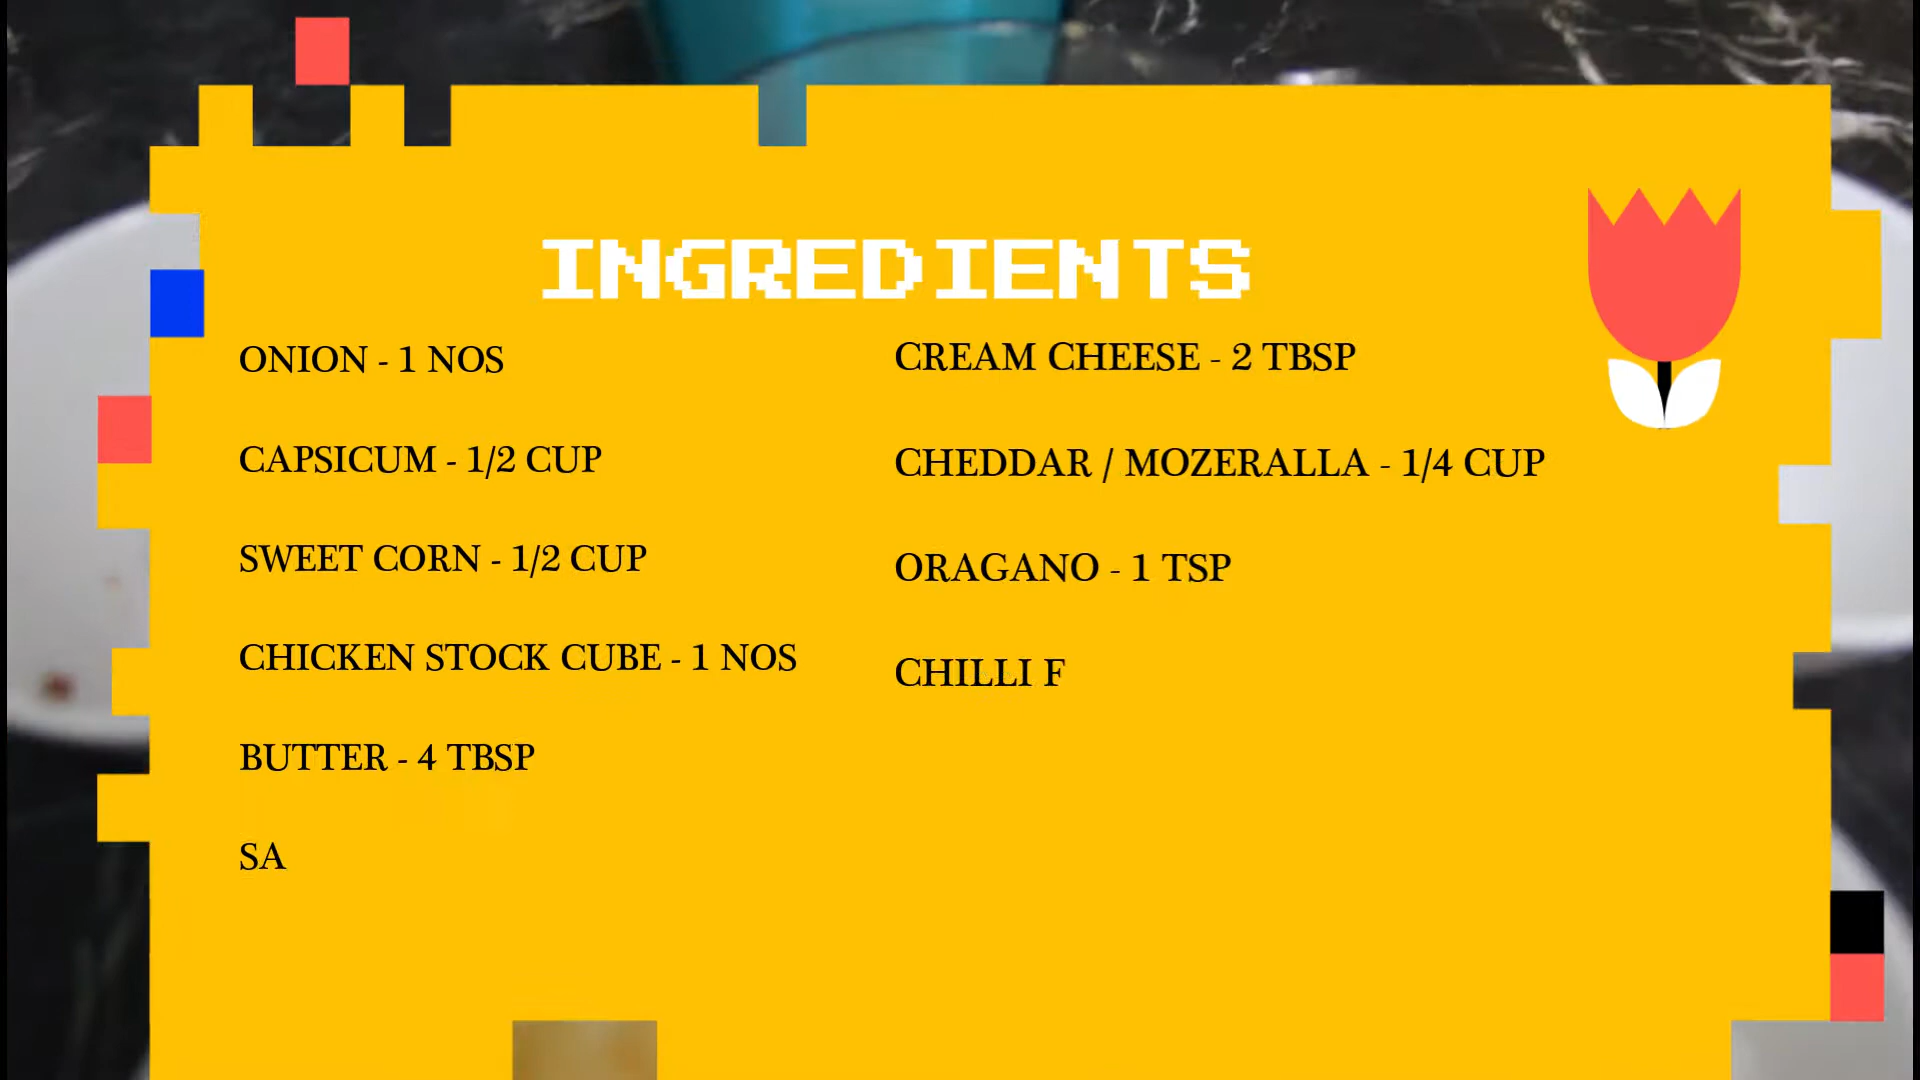 INGREDIENTS
ONION - 1 NOS
CAPSICUM - 1/2 CUP
SWEET CORN - 1/2 CUP
CHICKEN STOCK CUBE - 1 NOS
BUTTER - 4 TBSP
SA
CREAM CHEESE - 2 TBSP
CHEDDAR / MOZERALLA - 1/4 CUP
ORAGANO - 1 TSP
CHILLI F